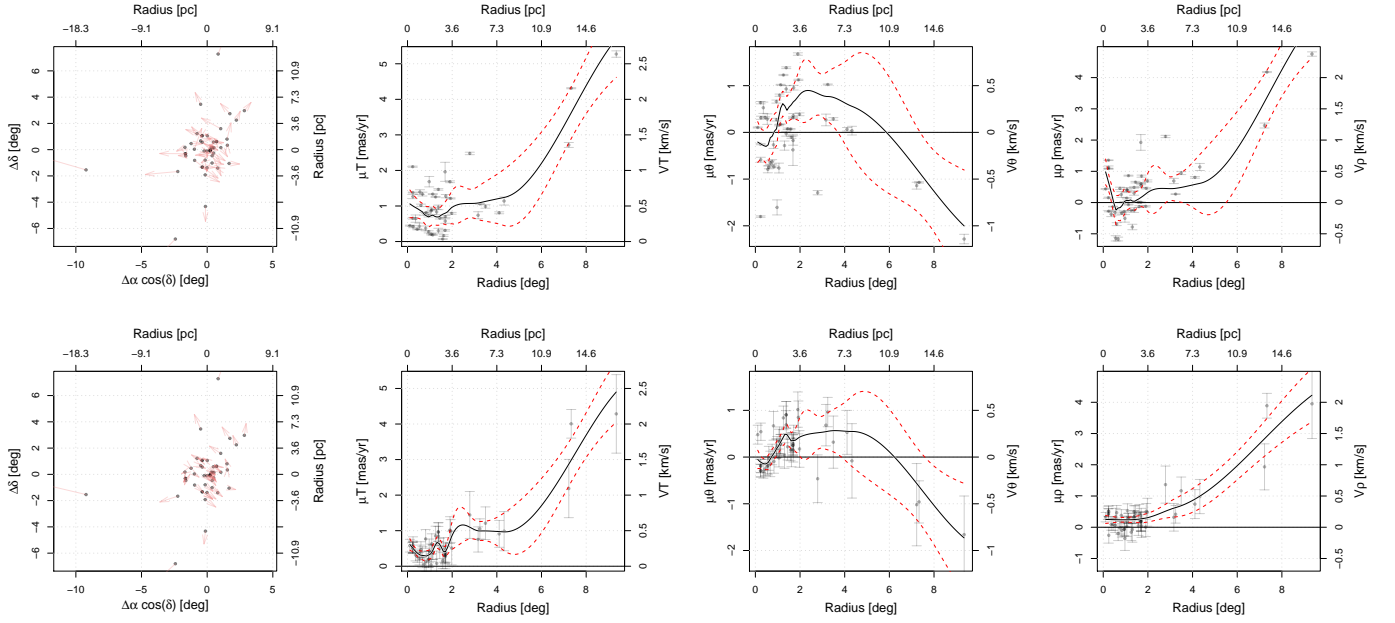 Radius [pc] Radius [pc] Radius [pc] Radius [pc]
−18.3 −9.1 0 9.1 0 3.6 7.3 10.9 14.6 0 3.6 7.3 10.9 14.6 0 3.6 7.3 10.9 14.6
Δδ [deg]
6 4 2 0 −2 −4 −6
10.9 7.3 3.6 0 −3.6 −10.9
Radius [pc]
−10 −5 0 5
Δα cos(δ) [deg]
μT [mas/yr]
5 4 3 2 1 0
2.5 2 1.5 1 0.5 0
VT [km/s]
0 2 4 6 8
Radius [deg]
μθ [mas/yr]
1 0 −1 −2
0.5 0 −0.5 −1
Vθ [km/s]
0 2 4 6 8
Radius [deg]
μρ [mas/yr]
4 3 2 1 0 −1
2 1.5 1 0.5 0 −0.5
Vρ [km/s]
0 2 4 6 8
Radius [deg]
Radius [pc] Radius [pc] Radius [pc] Radius [pc]
−18.3 −9.1 0 9.1 0 3.6 7.3 10.9 14.6 0 3.6 7.3 10.9 14.6 0 3.6 7.3 10.9 14.6
Δδ [deg]
6 4 2 0 −2 −4 −6
10.9 7.3 3.6 0 −3.6 −10.9
Radius [pc]
−10 −5 0 5
Δα cos(δ) [deg]
μT [mas/yr]
5 4 3 2 1 0
2.5 2 1.5 1 0.5 0
VT [km/s]
0 2 4 6 8
Radius [deg]
μθ [mas/yr]
1 0 −1 −2
0.5 0 −0.5 −1
Vθ [km/s]
0 2 4 6 8
Radius [deg]
μρ [mas/yr]
4 3 2 1 0 −1
2 1.5 1 0.5 0 −0.5
Vρ [km/s]
0 2 4 6 8
Radius [deg]